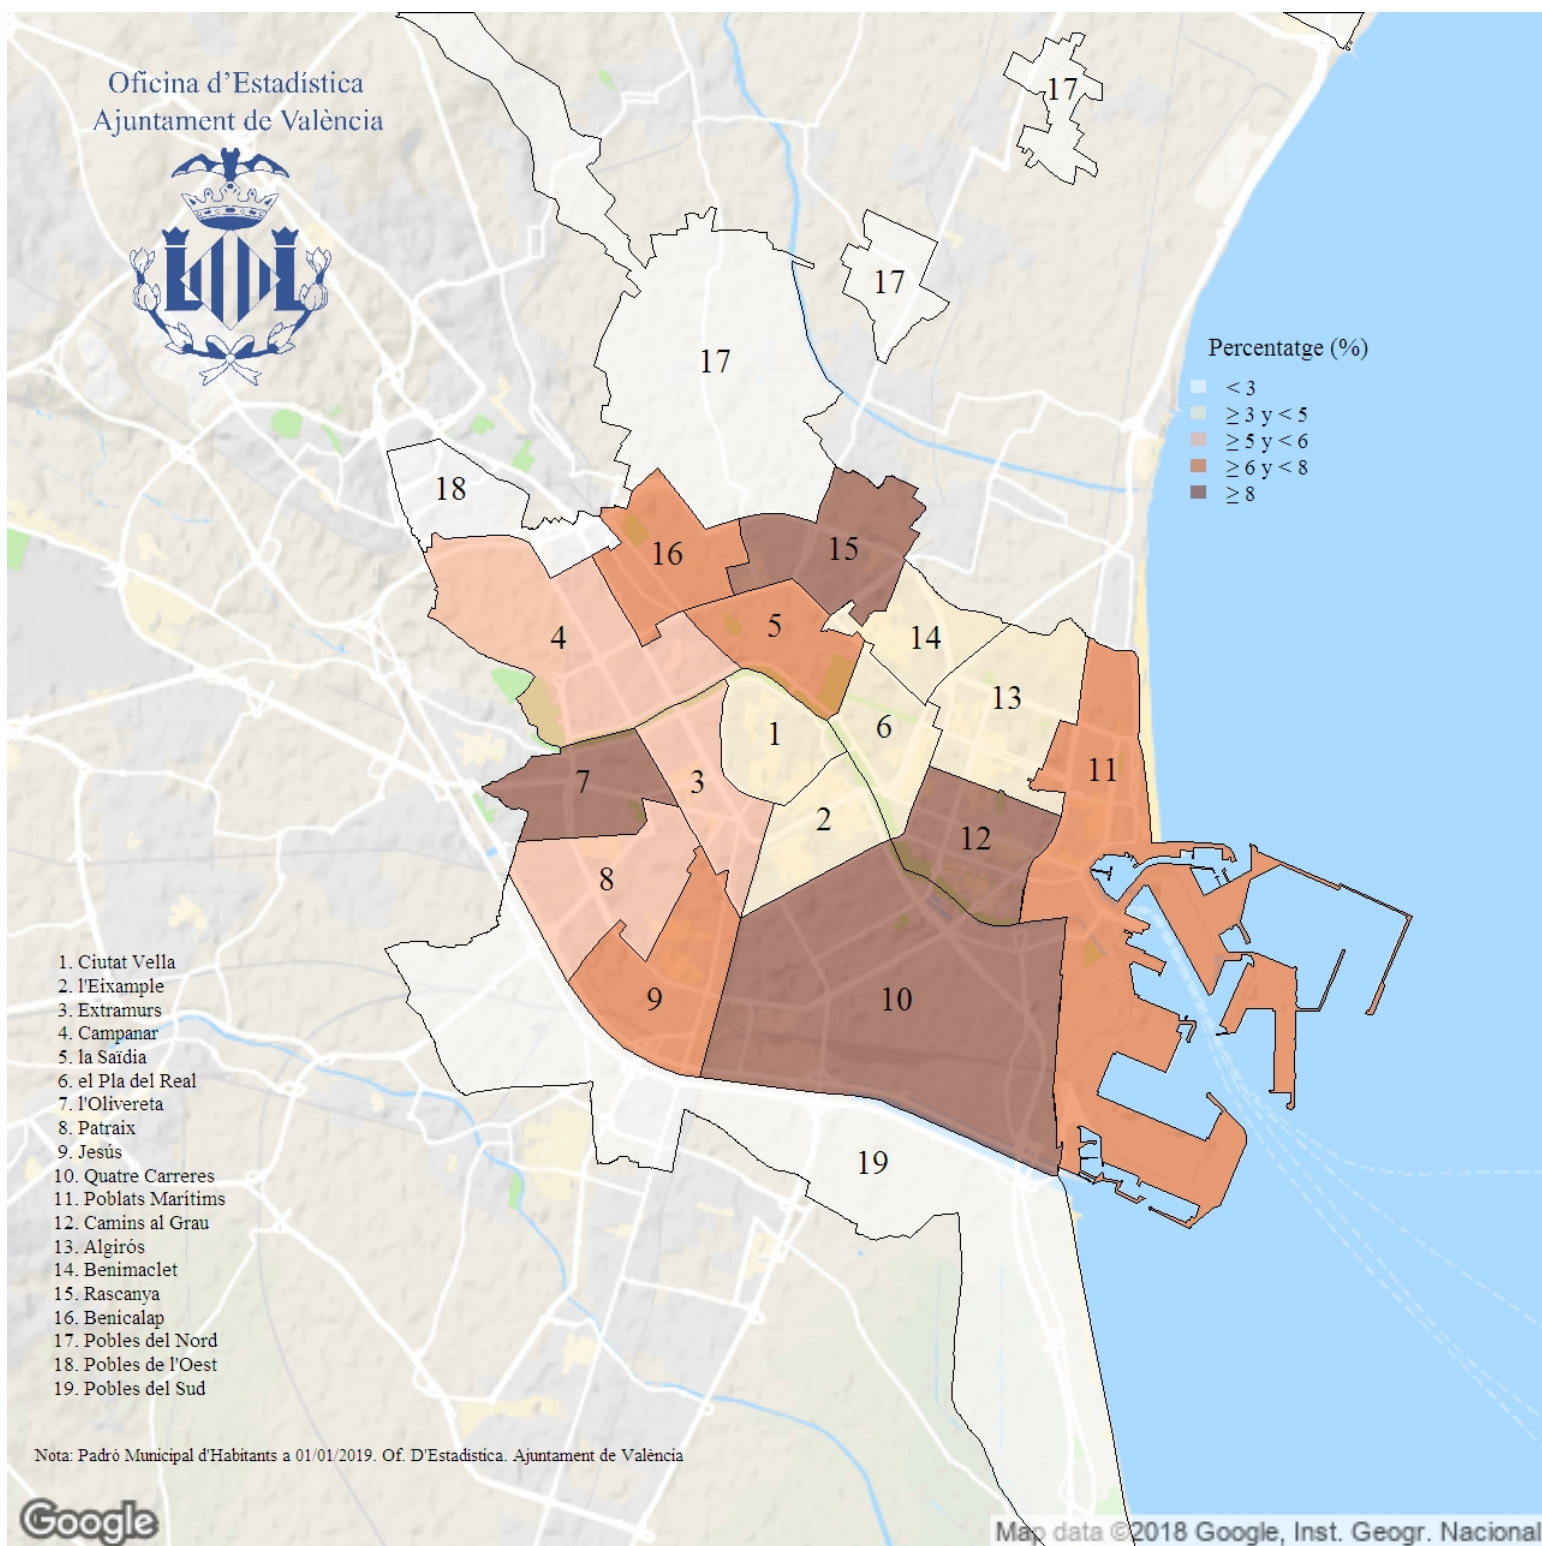 Oficina d'Estadística
Ajuntament de València
17
17
17
18
16
15
5
14
4
13
6
1
11
7
3
2
12
8
9
10
19
Percentatge (%)
< 3
≥ 3 y < 5
≥ 5 y < 6
≥ 6 y < 8
≥ 8
1. Ciutat Vella
2. l'Eixample
3. Extramurs
4. Campanar
5. la Saïdia
6. el Pla del Real
7. l'Olivereta
8. Patraix
9. Jesús
10. Quatre Carreres
11. Poblats Marítims
12. Camins al Grau
13. Algirós
14. Benimaclet
15. Rascanya
16. Benicalap
17. Pobles del Nord
18. Pobles de l'Oest
19. Pobles del Sud
Nota: Padró Municipal d'Habitants a 01/01/2019. Of. D'Estadística. Ajuntament de València
Google
Map data ©2018 Google, Inst. Geogr. Nacional